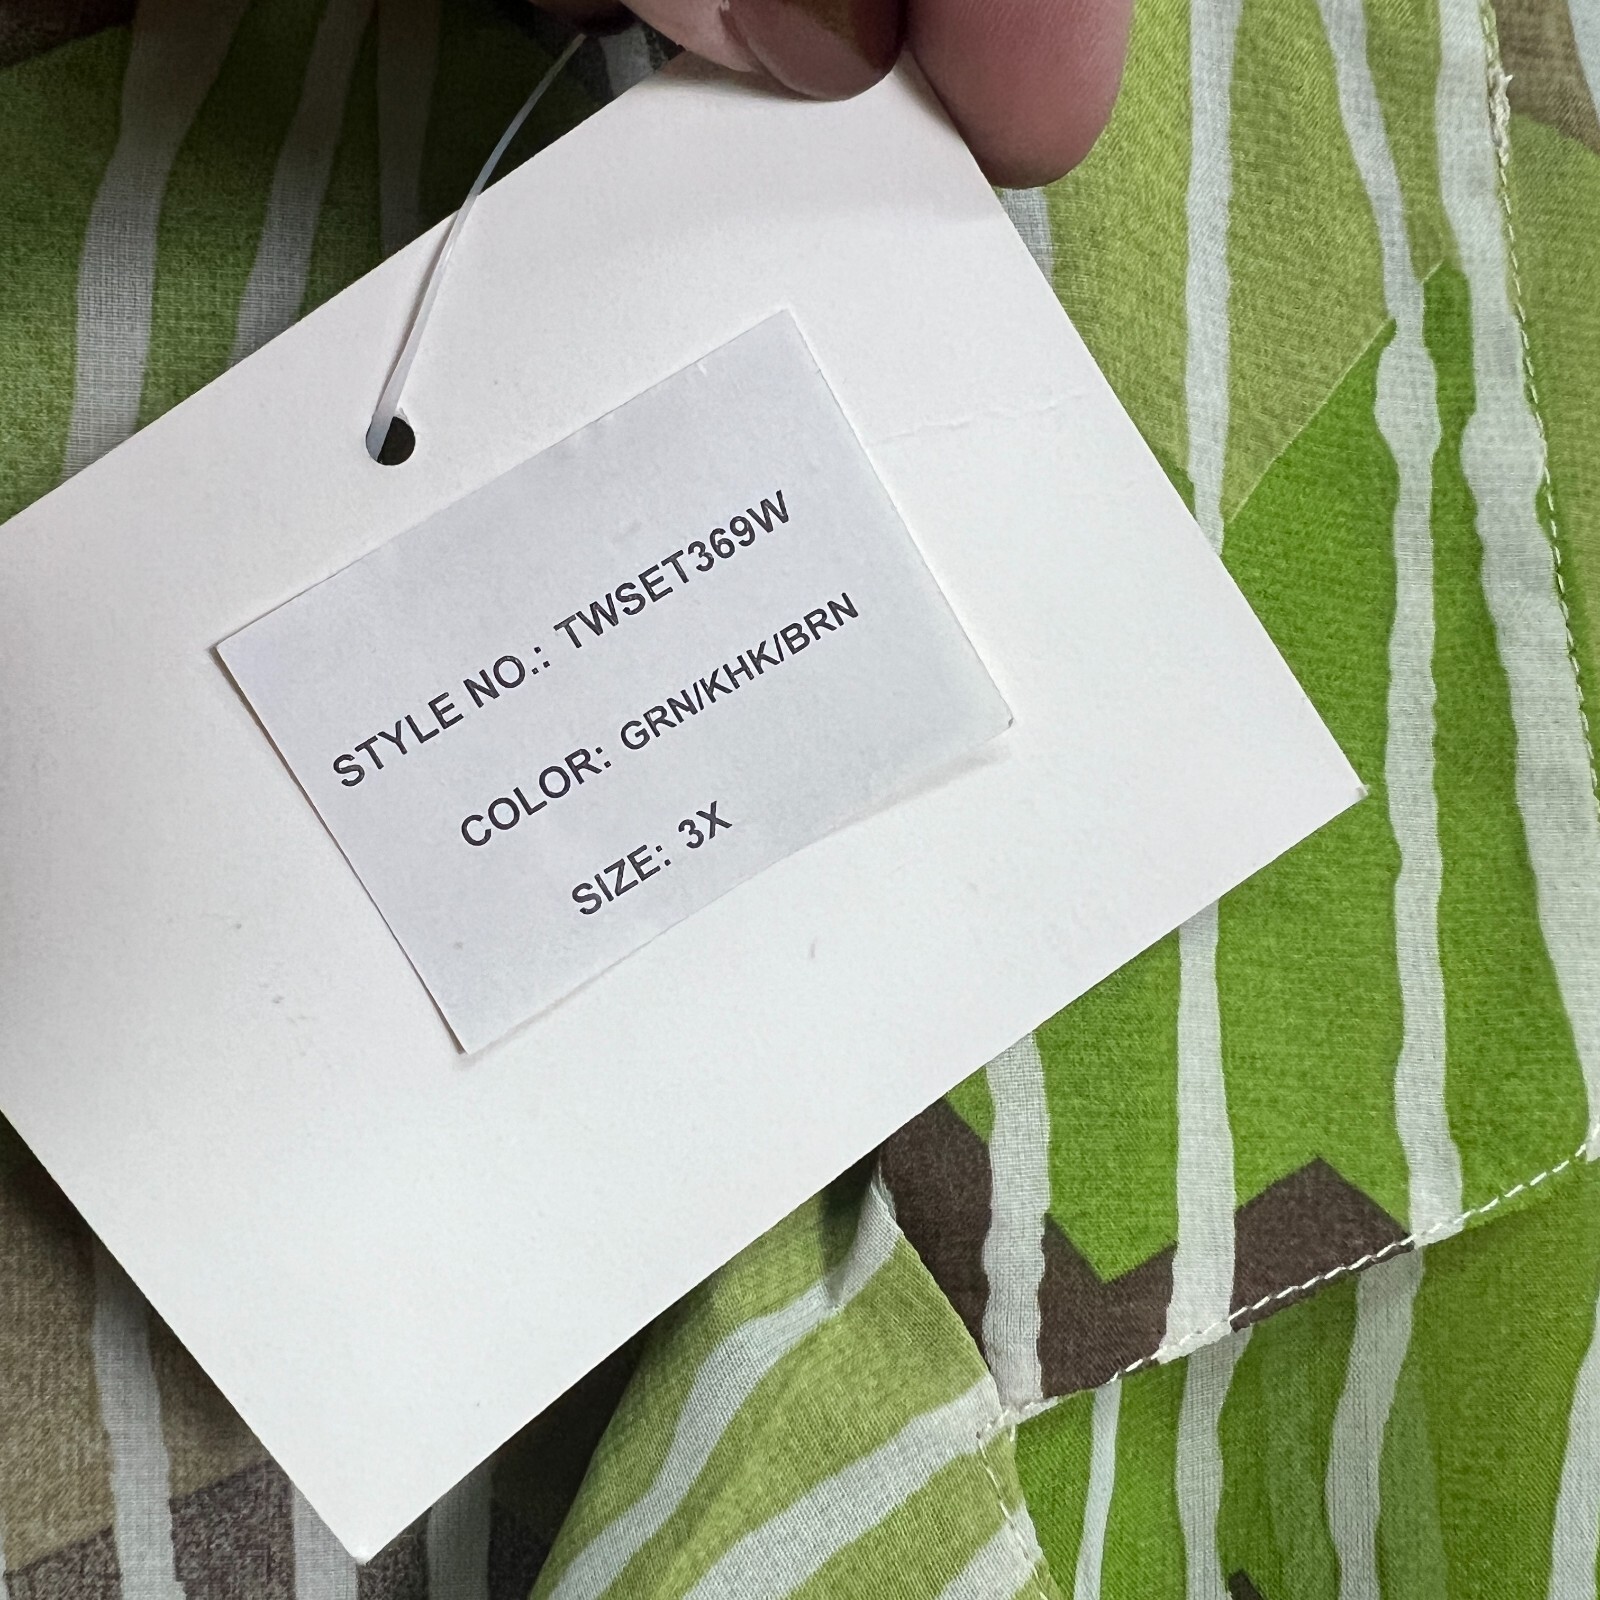 STYLE NO.: TWSET369W
COLOR: GRN/KHK/BRN
SIZE: 3X